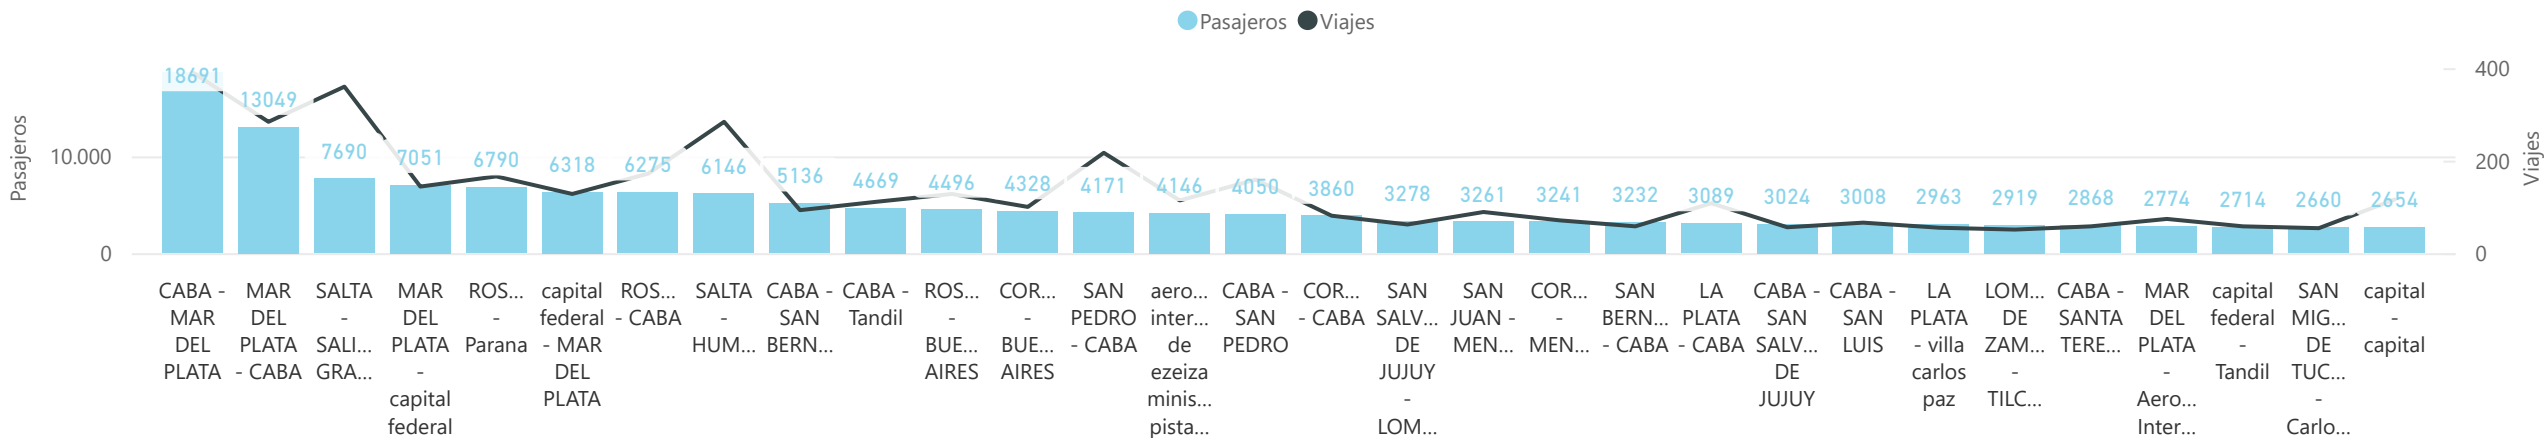 Pasajeros Viajes
Pasajeros
10.000
0
400
200
0
Viajes
18691
13049
7690
7051
6790
6318
6275
6146
5136
4669
4496
4328
4171
4146
4050
3860
3278
3261
3241
3232
3089
3024
3008
2963
2919
2868
2774
2714
2660
2654
CABA -
MAR
DEL
PLATA
MAR
DEL
PLATA
- CABA
SALTA
-
SALI...
GRA...
MAR
DEL
PLATA
-
capital
federal
ROS...
-
Parana
capital
federal
- MAR
DEL
PLATA
ROS...
- CABA
SALTA
-
HUM...
CABA -
SAN
BERN...
CABA -
Tandil
ROS...
-
BUE...
AIRES
COR...
-
BUE...
AIRES
SAN
PEDRO
- CABA
aero...
inter...
de
ezeiza
minis...
pista...
CABA -
SAN
PEDRO
COR...
- CABA
SAN
SALV...
DE
JUJUY
-
LOM...
SAN
JUAN -
MEN...
COR...
-
MEN...
SAN
BERN...
- CABA
LA
PLATA
- CABA
CABA -
SAN
SALV...
DE
JUJUY
CABA -
SAN
LUIS
LA
PLATA
- villa
carlos
paz
LOM...
DE
ZAM...
-
TILC...
CABA -
SANTA
TERE...
MAR
DEL
PLATA
-
Aero...
Inter...
capital
federal
-
Tandil
SAN
MIG...
DE
TUC...
-
Carlo...
capital
-
capital